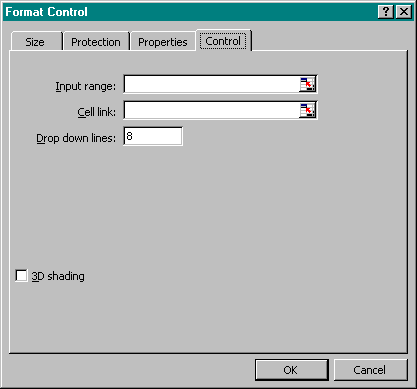 Format Control
Size Protection Properties Control
Input range:
Cell link:
Drop down lines: 8
3D shading
OK Cancel